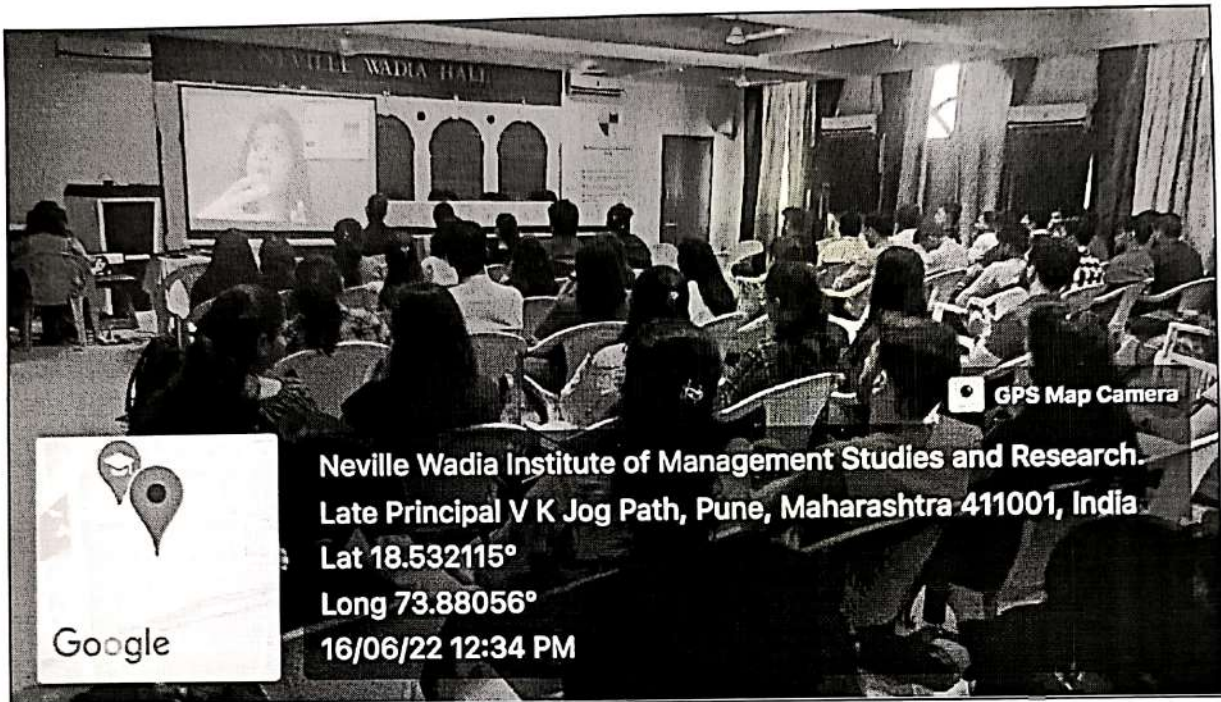 NEVILLE WADIA HALL
GPS Map Camera
Neville Wadia Institute of Management Studies and Research.
Late Principal V K Jog Path, Pune, Maharashtra 411001, India
Lat 18.532115°
Long 73.88056°
16/06/22 12:34 PM
Google